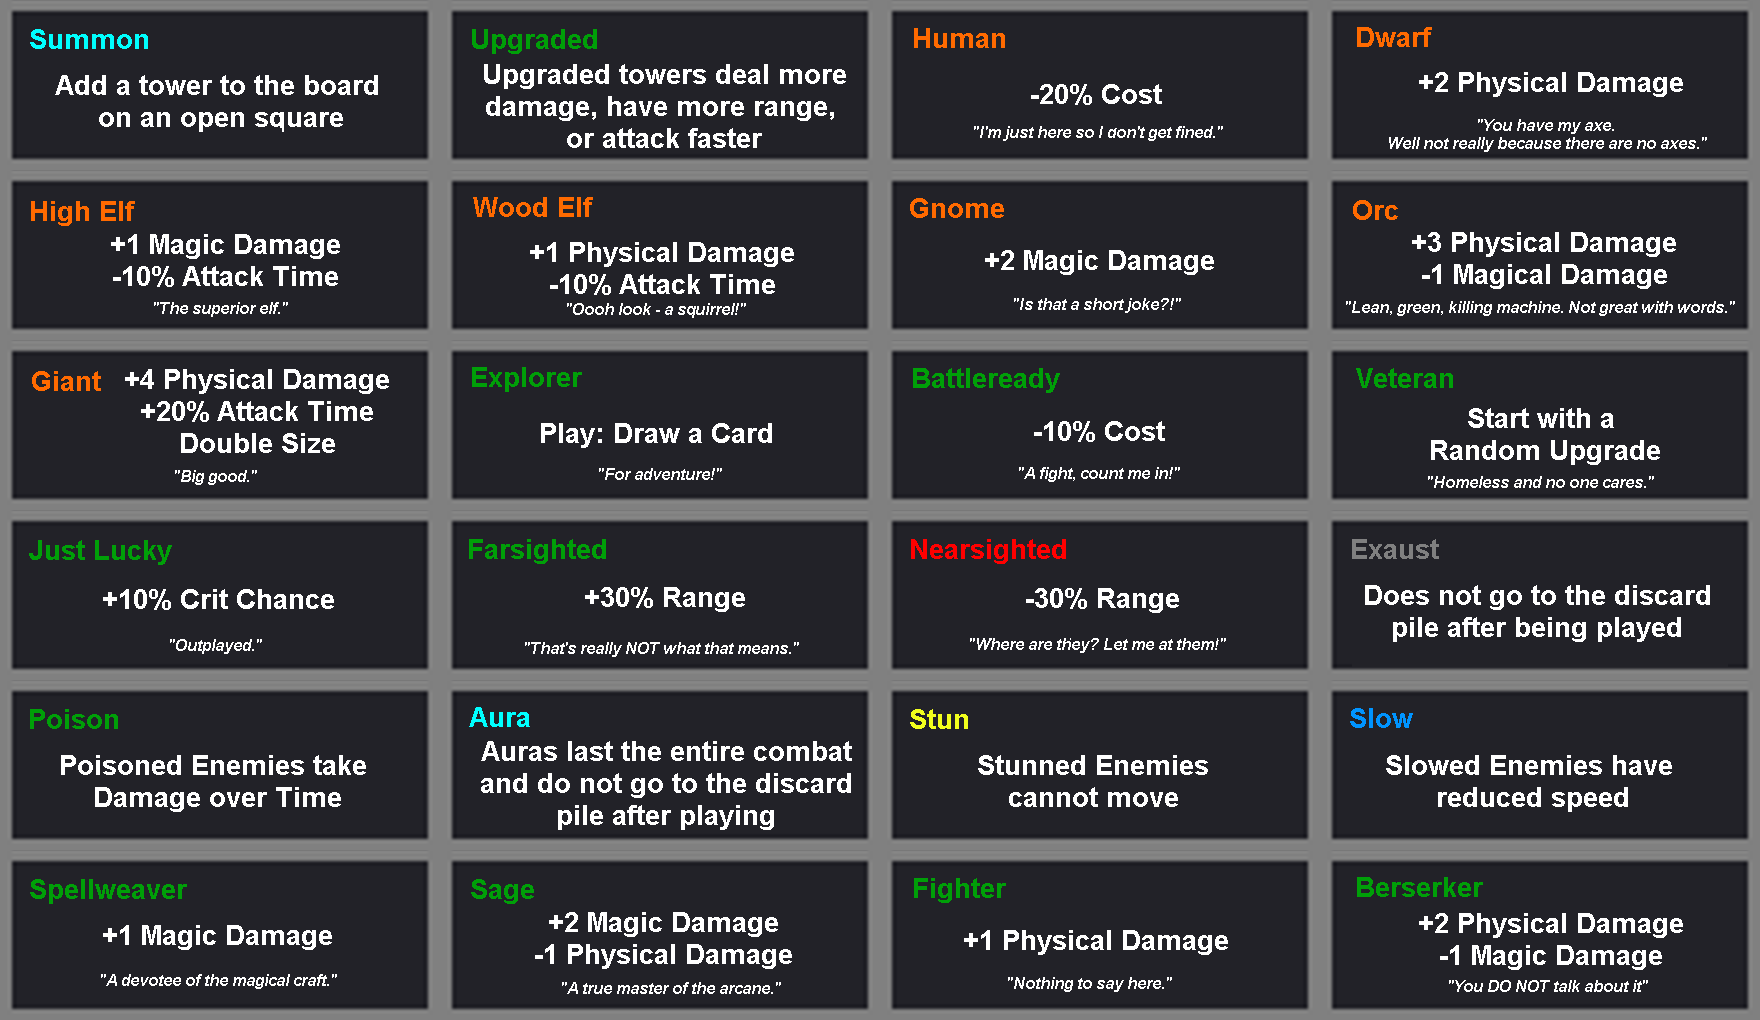 Summon
Add a tower to the board
on an open square
Upgraded
Upgraded towers deal more
damage, have more range,
or attack faster
Human
-20% Cost
"I'm just here so I don't get fined."
Dwarf
+2 Physical Damage
"You have my axe.
Well not really because there are no axes."
High Elf
+1 Magic Damage
-10% Attack Time
"The superior elf."
Wood Elf
+1 Physical Damage
-10% Attack Time
"Oooh look - a squirrel!"
Gnome
+2 Magic Damage
"Is that a short joke?!"
Orc
+3 Physical Damage
-1 Magical Damage
"Lean, green, killing machine. Not great with words."
Giant
+4 Physical Damage
+20% Attack Time
Double Size
"Big good."
Explorer
Play: Draw a Card
"For adventure!"
Battleready
-10% Cost
"A fight, count me in!"
Veteran
Start with a
Random Upgrade
"Homeless and no one cares."
Just Lucky
+10% Crit Chance
"Outplayed."
Farsighted
+30% Range
"That's really NOT what that means."
Nearsighted
-30% Range
"Where are they? Let me at them!"
Exaust
Does not go to the discard
pile after being played
Poison
Poisoned Enemies take
Damage over Time
Aura
Auras last the entire combat
and do not go to the discard
pile after playing
Stun
Stunned Enemies
cannot move
Slow
Slowed Enemies have
reduced speed
Spellweaver
+1 Magic Damage
"A devotee of the magical craft."
Sage
+2 Magic Damage
-1 Physical Damage
"A true master of the arcane."
Fighter
+1 Physical Damage
"Nothing to say here."
Berserker
+2 Physical Damage
-1 Magic Damage
"You DO NOT talk about it"